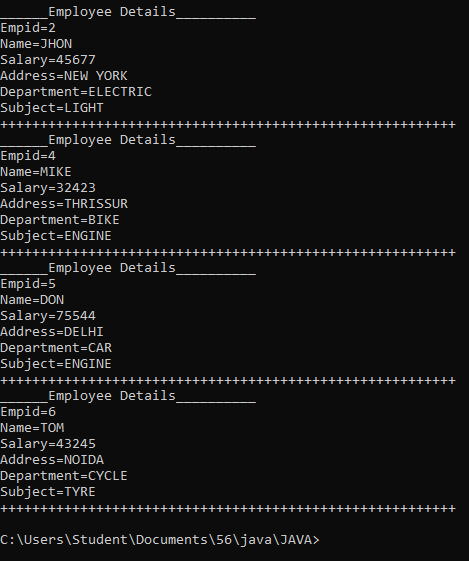 ______Employee Details__________
Empid=2
Name=JHON
Salary=45677
Address=NEW YORK
Department=ELECTRIC
Subject=LIGHT
+++++++++++++++++++++++++++++++++++++++++++++++++++++++++
______Employee Details__________
Empid=4
Name=MIKE
Salary=32423
Address=THRISSUR
Department=BIKE
Subject=ENGINE
+++++++++++++++++++++++++++++++++++++++++++++++++++++++++
______Employee Details__________
Empid=5
Name=DON
Salary=75544
Address=DELHI
Department=CAR
Subject=ENGINE
+++++++++++++++++++++++++++++++++++++++++++++++++++++++++
______Employee Details__________
Empid=6
Name=TOM
Salary=43245
Address=NOIDA
Department=CYCLE
Subject=TYRE
+++++++++++++++++++++++++++++++++++++++++++++++++++++++++
C:\Users\Student\Documents\56\java\JAVA>